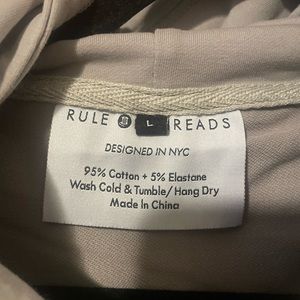 RULE L READS
DESIGNED IN NYC
95% Cotton + 5% Elastane
Wash Cold & Tumble/ Hang Dry
Made In China